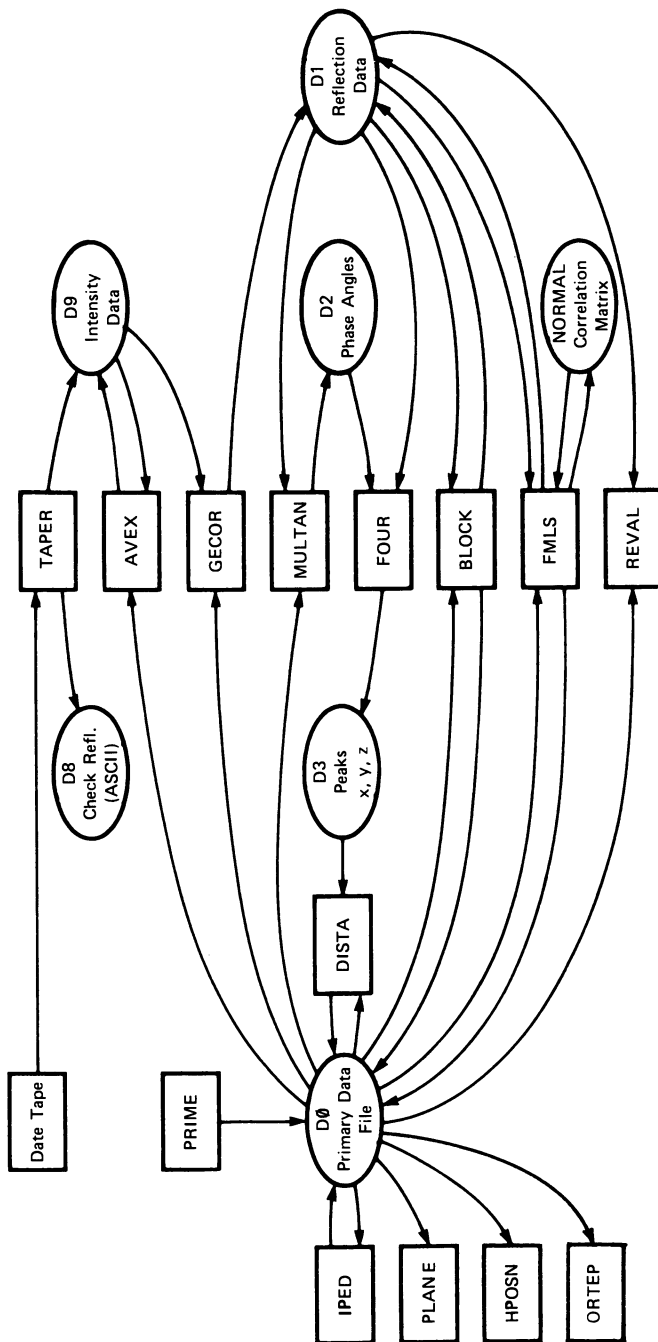 Date Tape
TAPER
D9
Intensity
Data
D8
Check Refl.
(ASCII)
AVEX
PRIME
GECOR
D1
Reflection
Data
MULTAN
D2
Phase Angles
IPED
DØ
Primary Data
File
DISTA
D3
Peaks
x, y, z
FOUR
PLANE
BLOCK
HPOSN
FMLS
NORMAL
Correlation
Matrix
ORTEP
REVAL